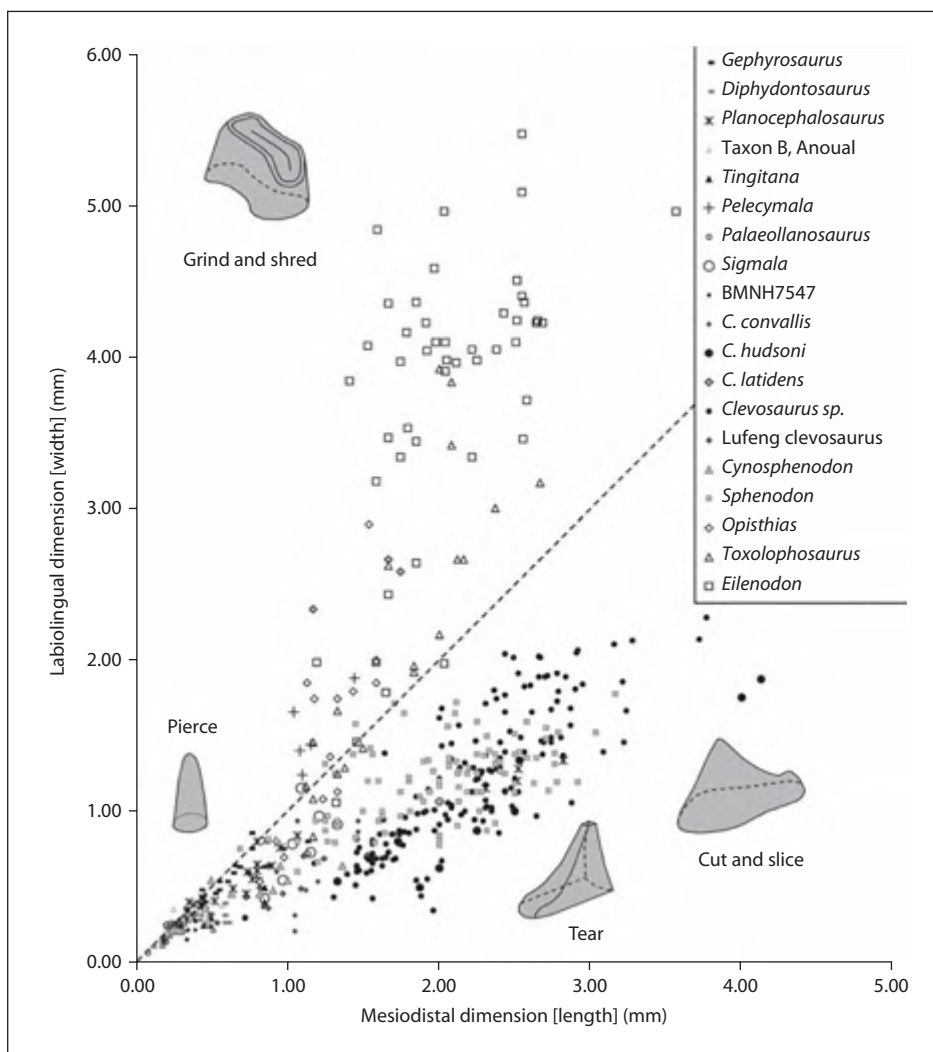 6.00
5.00
4.00
3.00
2.00
1.00
0.00
Labiolingual dimension [width] (mm)
0.00 1.00 2.00 3.00 4.00 5.00
Mesiodistal dimension [length] (mm)
Grind and shred
Pierce
Tear
Cut and slice
Gephyrosaurus
Diphydontosaurus
Planocephalosaurus
Taxon B, Anoual
Tingitana
Pelecymala
Palaeollanosaurus
Sigmala
BMNH7547
C. convallis
C. hudsoni
C. latidens
Clevosaurus sp.
Lufeng clevosaurus
Cynosphenodon
Sphenodon
Opisthias
Toxolophosaurus
Eilenodon